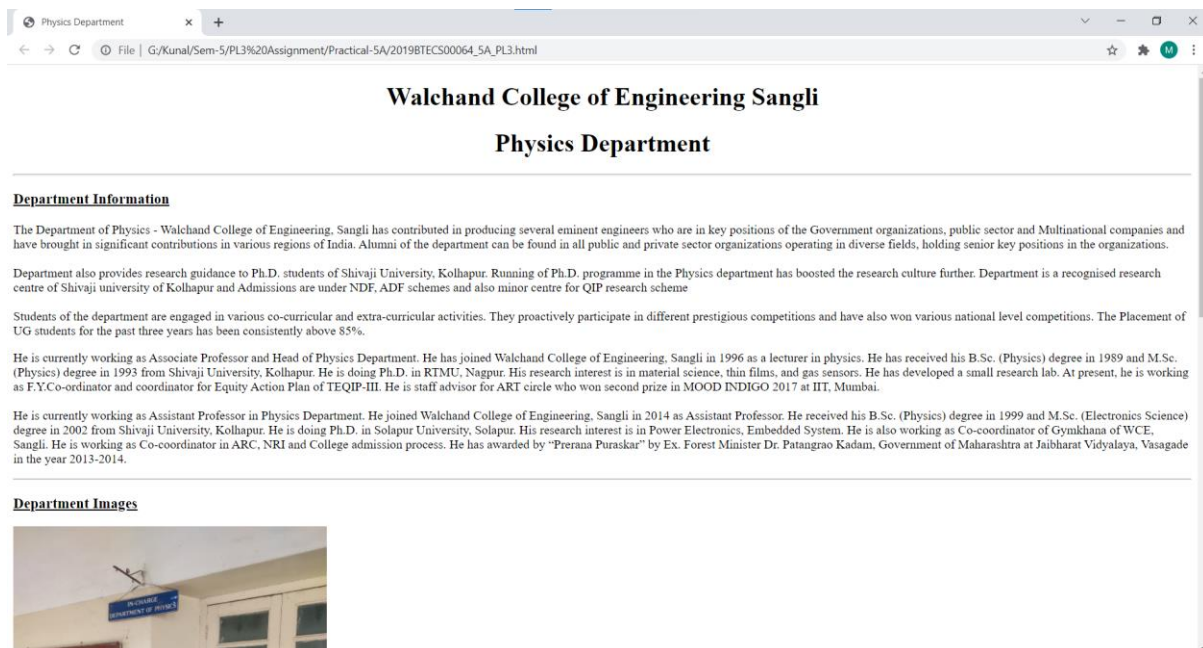 Physics Department
File | G:/Kunal/Sem-5/PL3%20Assignment/Practical-5A/2019BTECS00064_5A_PL3.html
M
Walchand College of Engineering Sangli
Physics Department
Department Information
The Department of Physics - Walchand College of Engineering, Sangli has contributed in producing several eminent engineers who are in key positions of the Government organizations, public sector and Multinational companies and
have brought in significant contributions in various regions of India. Alumni of the department can be found in all public and private sector organizations operating in diverse fields, holding senior key positions in the organizations.
Department also provides research guidance to Ph.D. students of Shivaji University, Kolhapur. Running of Ph.D. programme in the Physics department has boosted the research culture further. Department is a recognised research
centre of Shivaji university of Kolhapur and Admissions are under NDF, ADF schemes and also minor centre for QIP research scheme
Students of the department are engaged in various co-curricular and extra-curricular activities. They proactively participate in different prestigious competitions and have also won various national level competitions. The Placement of
UG students for the past three years has been consistently above 85%.
He is currently working as Associate Professor and Head of Physics Department. He has joined Walchand College of Engineering, Sangli in 1996 as a lecturer in physics. He has received his B.Sc. (Physics) degree in 1989 and M.Sc.
(Physics) degree in 1993 from Shivaji University, Kolhapur. He is doing Ph.D. in RTMU, Nagpur. His research interest is in material science, thin films, and gas sensors. He has developed a small research lab. At present, he is working
as F.Y.Co-ordinator and coordinator for Equity Action Plan of TEQIP-III. He is staff advisor for ART circle who won second prize in MOOD INDIGO 2017 at IIT, Mumbai.
He is currently working as Assistant Professor in Physics Department. He joined Walchand College of Engineering, Sangli in 2014 as Assistant Professor. He received his B.Sc. (Physics) degree in 1999 and M.Sc. (Electronics Science)
degree in 2002 from Shivaji University, Kolhapur. He is doing Ph.D. in Solapur University, Solapur. His research interest is in Power Electronics, Embedded System. He is also working as Co-coordinator of Gymkhana of WCE,
Sangli. He is working as Co-coordinator in ARC, NRI and College admission process. He has awarded by “Prerana Puraskar” by Ex. Forest Minister Dr. Patangrao Kadam, Government of Maharashtra at Jaibharat Vidyalaya, Vasagade
in the year 2013-2014.
Department Images
IN-CHARGE
DEPARTMENT OF PHYSICS